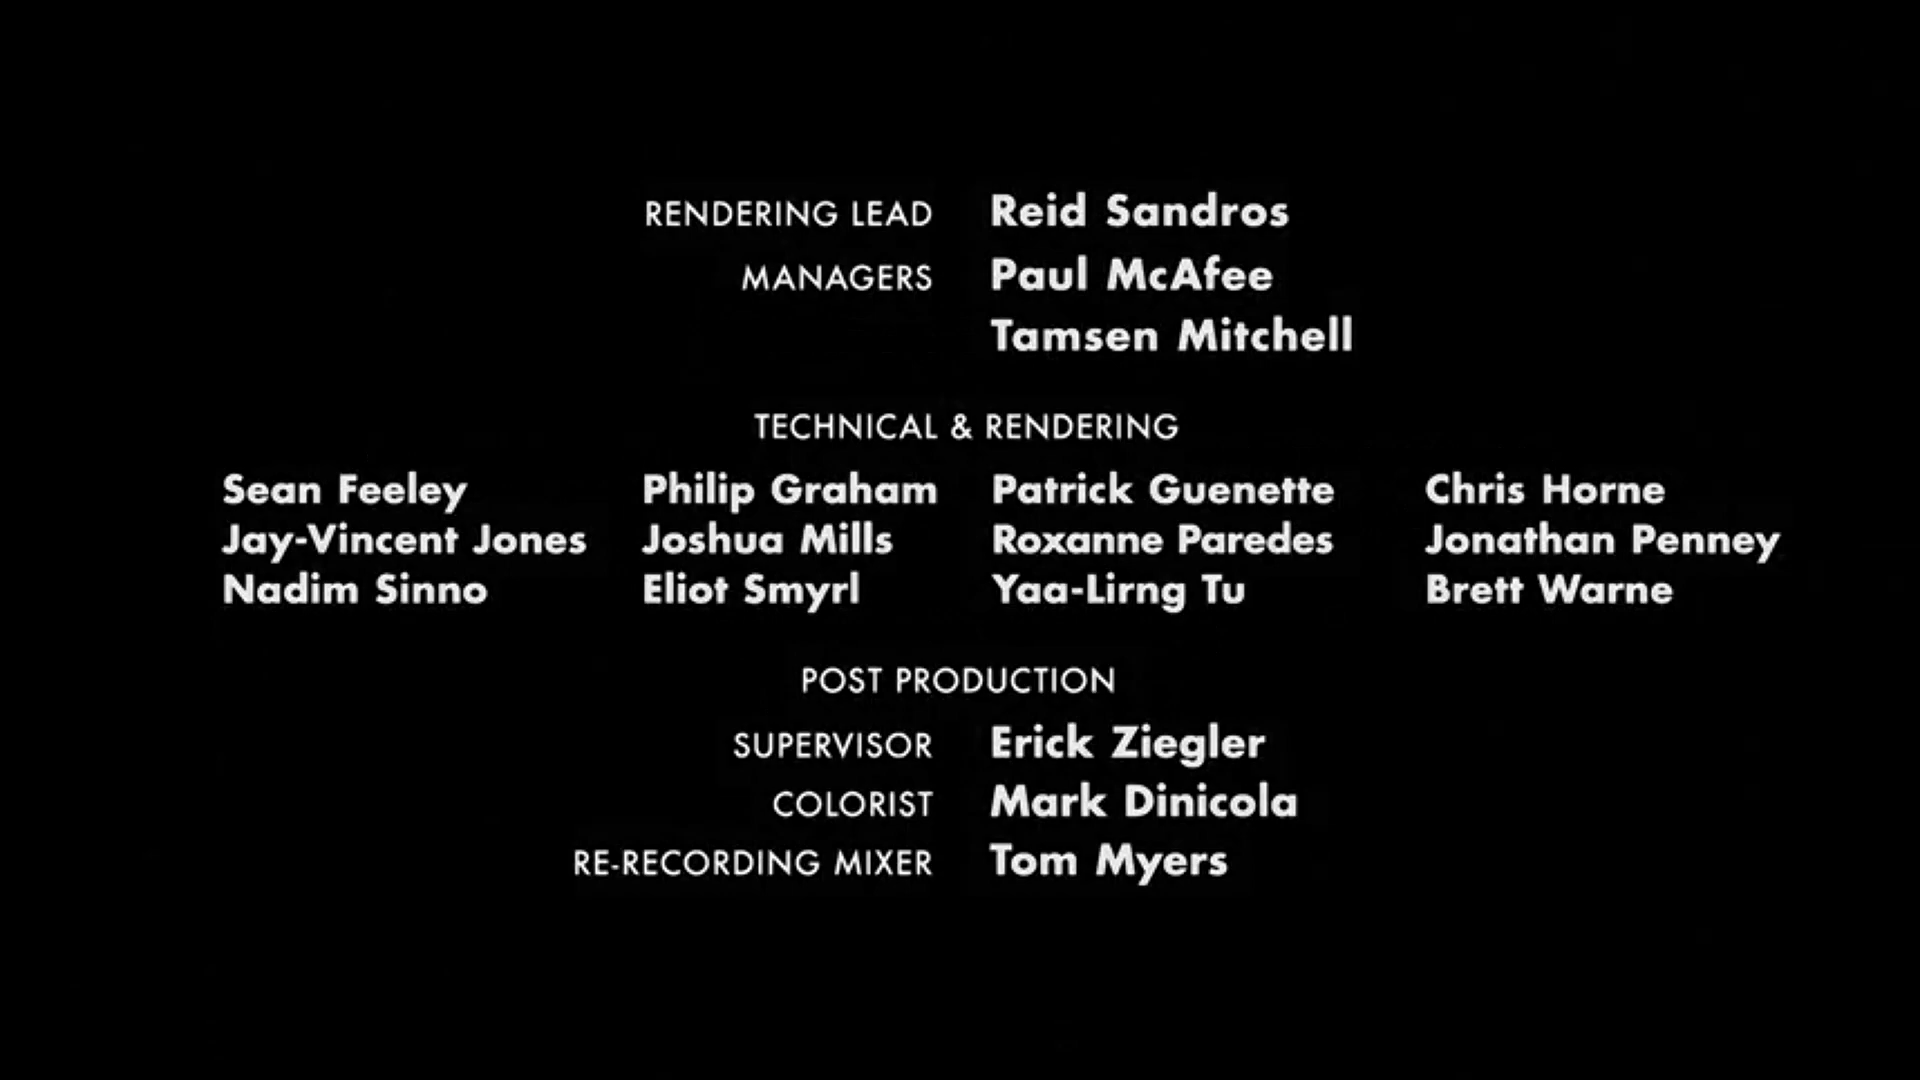 RENDERING LEAD Reid Sandros
MANAGERS Paul McAfee
Tamsen Mitchell
TECHNICAL & RENDERING
Sean Feeley Philip Graham Patrick Guenette Chris Horne
Jay-Vincent Jones Joshua Mills Roxanne Paredes Jonathan Penney
Nadim Sinno Eliot Smyrl Yaa-Lirng Tu Brett Warne
POST PRODUCTION
SUPERVISOR Erick Ziegler
COLORIST Mark Dinicola
RE-RECORDING MIXER Tom Myers